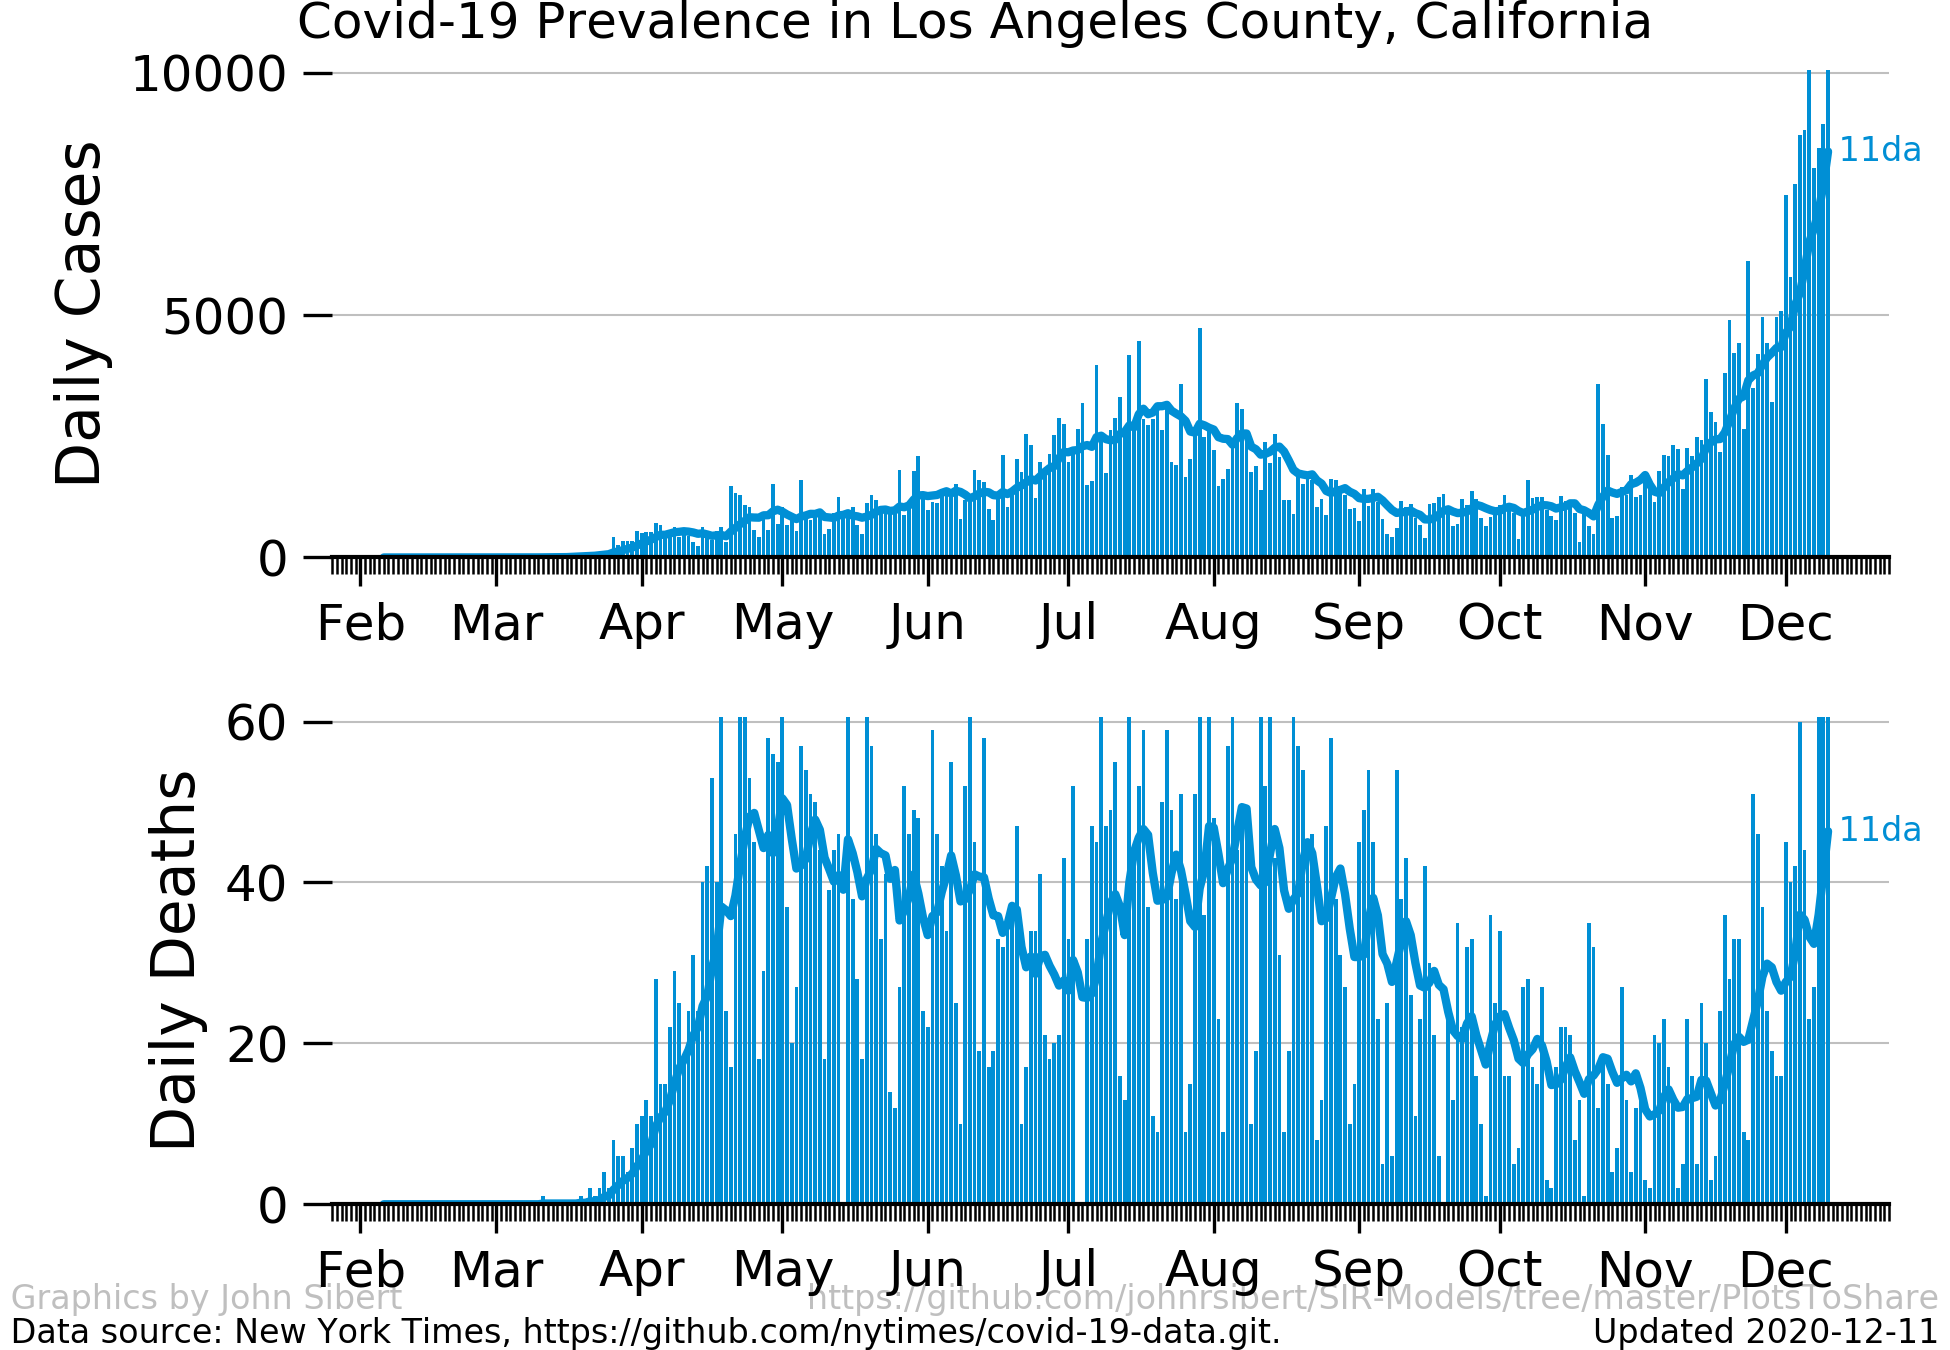 Covid-19 Prevalence in Los Angeles County, California
Daily Cases
10000
5000
0
11da
Feb Mar Apr May Jun Jul Aug Sep Oct Nov Dec
Daily Deaths
60
40
20
0
11da
Feb Mar Apr May Jun Jul Aug Sep Oct Nov Dec
Graphics by John Sibert https://github.com/johnrsibert/SIR-Models/tree/master/PlotsToShare
Data source: New York Times, https://github.com/nytimes/covid-19-data.git. Updated 2020-12-11